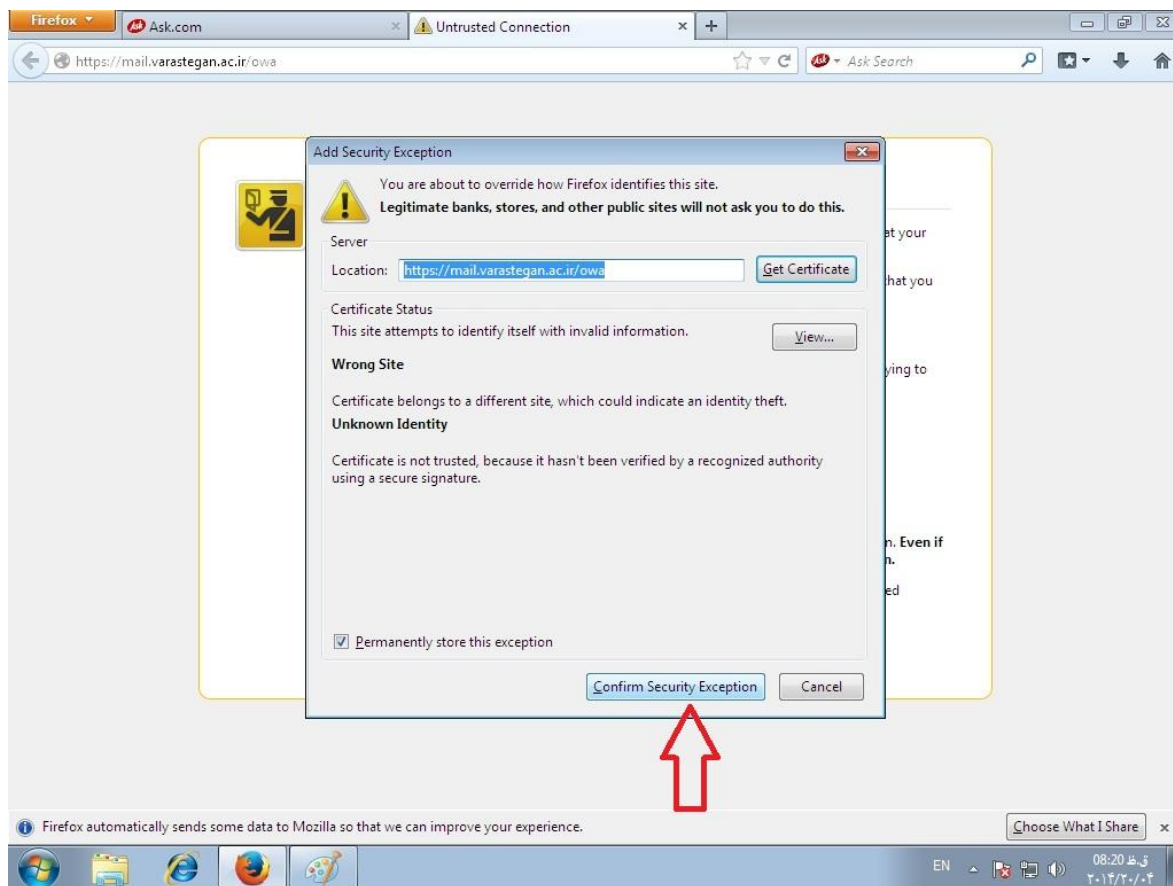 Firefox
Ask.com
Untrusted Connection
https://mail.varastegan.ac.ir/owa
Ask Search
Add Security Exception
You are about to override how Firefox identifies this site.
Legitimate banks, stores, and other public sites will not ask you to do this.
Server
Location: https://mail.varastegan.ac.ir/owa Get Certificate
Certificate Status
This site attempts to identify itself with invalid information. View...
Wrong Site
Certificate belongs to a different site, which could indicate an identity theft.
Unknown Identity
Certificate is not trusted, because it hasn't been verified by a recognized authority
using a secure signature.
Permanently store this exception
Confirm Security Exception Cancel
at your
that you
ying to
n. Even if
n.
ed
Firefox automatically sends some data to Mozilla so that we can improve your experience. Choose What I Share
EN
08:20 ق.ظ
۲۰۱۴/۲۰/۰۴